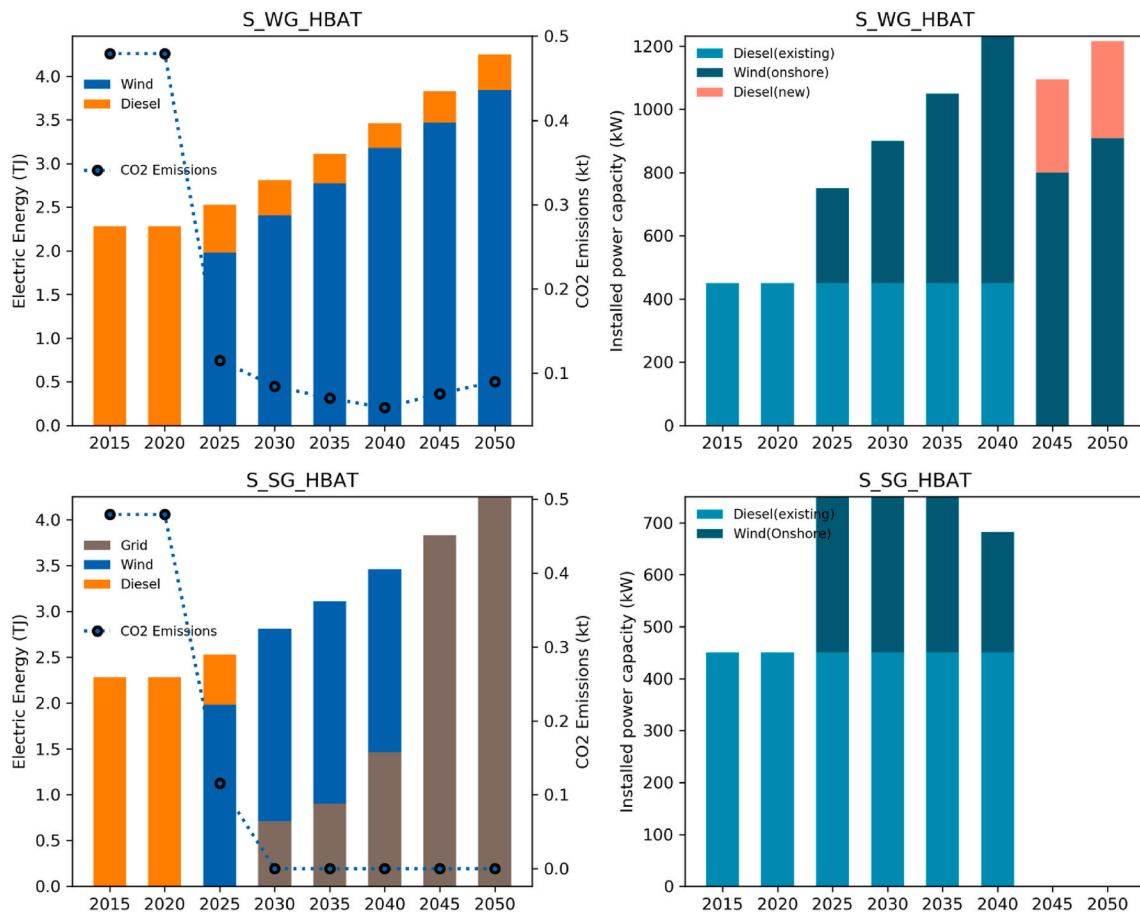 S_WG_HBAT
Electric Energy (TJ)
4.0
3.5
3.0
2.5
2.0
1.5
1.0
0.5
0.0
Wind
Diesel
CO2 Emissions
0.5
0.4
0.3
0.2
0.1
CO2 Emissions (kt)
2015 2020 2025 2030 2035 2040 2045 2050
S_WG_HBAT
Installed power capacity (kW)
1200
1000
800
600
400
200
0
Diesel(existing)
Wind(onshore)
Diesel(new)
2015 2020 2025 2030 2035 2040 2045 2050
S_SG_HBAT
Electric Energy (TJ)
4.0
3.5
3.0
2.5
2.0
1.5
1.0
0.5
0.0
Grid
Wind
Diesel
CO2 Emissions
0.5
0.4
0.3
0.2
0.1
0.0
CO2 Emissions (kt)
2015 2020 2025 2030 2035 2040 2045 2050
S_SG_HBAT
Installed power capacity (kW)
700
600
500
400
300
200
100
0
Diesel(existing)
Wind(Onshore)
2015 2020 2025 2030 2035 2040 2045 2050